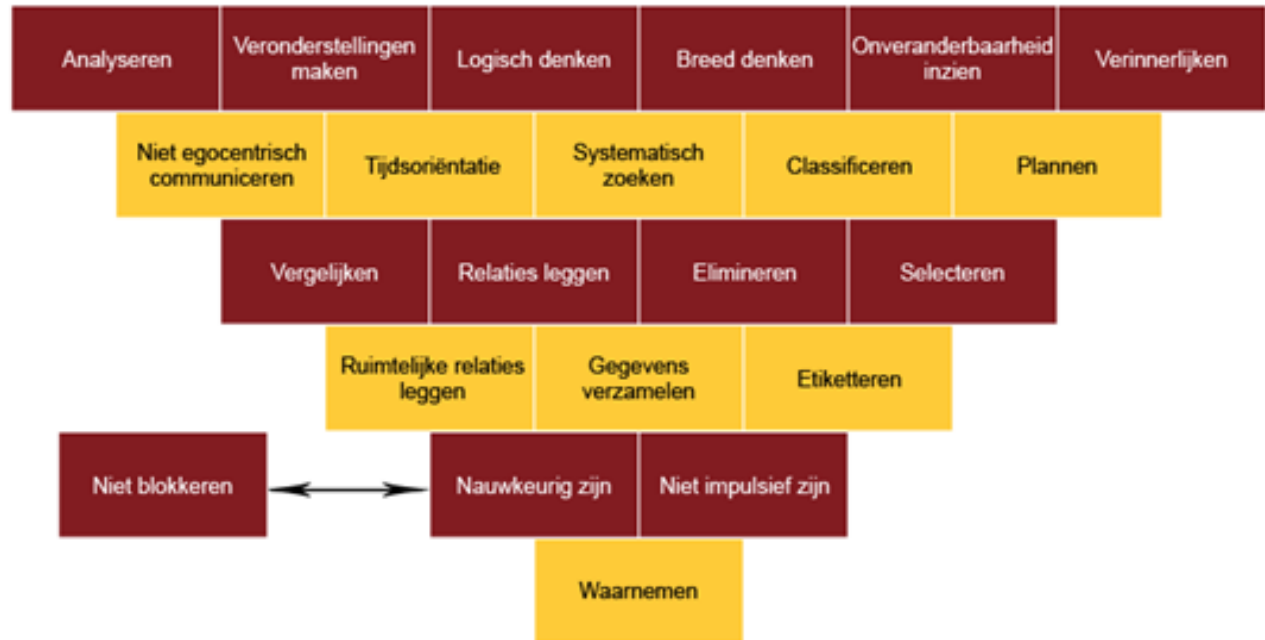 Analyseren
Veronderstellingen
maken
Logisch denken
Breed denken
Onveranderbaarheid
inzien
Verinnerlijken
Niet egocentrisch
communiceren
Tijdsoriëntatie
Systematisch
zoeken
Classificeren
Plannen
Vergelijken
Relaties leggen
Elimineren
Selecteren
Ruimtelijke relaties
leggen
Gegevens
verzamelen
Etiketteren
Niet blokkeren
Nauwkeurig zijn
Niet impulsief zijn
Waarnemen